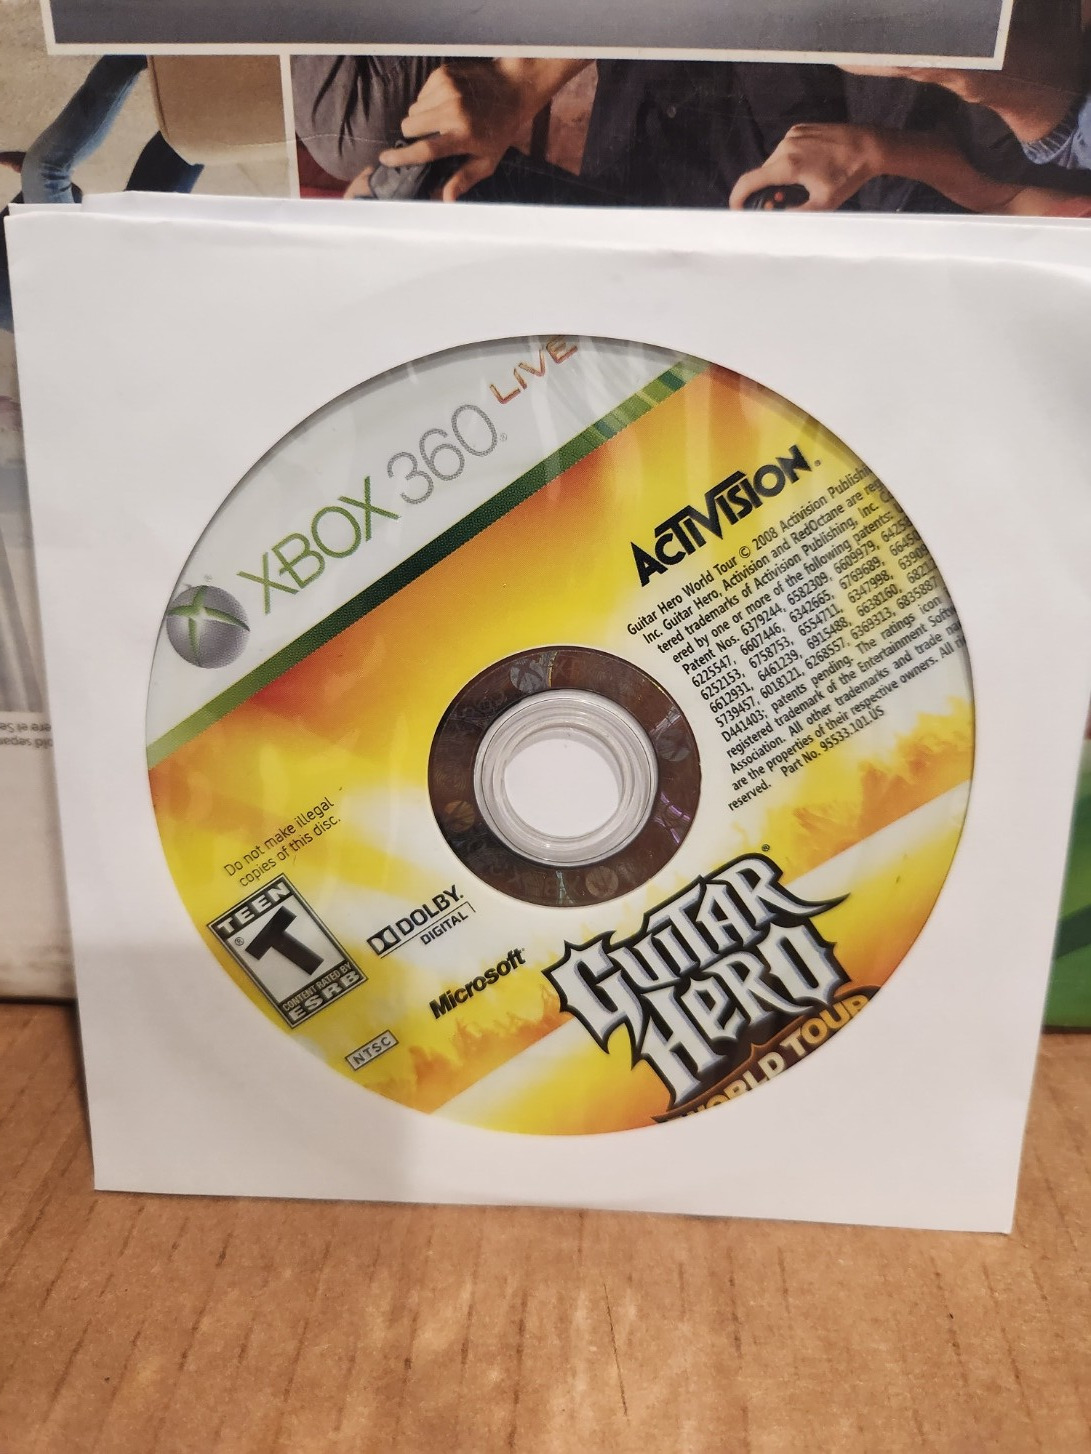 XBOX 360 LIVE
ACTIVISION
Guitar Hero World Tour © 2008 Activision Publishing
Inc. Guitar Hero, Activision and RedOctane are
tered trademarks of Activision Publishing, Inc.
ered by one or more of the following patents:
Patent Nos. 6379244, 6582309, 6609979,
6225547, 6607446, 6342665, 6769689,
6252153, 6758753, 6554711, 6347998,
6612931, 6461239, 6915488, 6638160,
5739457, 6018121, 6268557, 6369313, 6835887
D441403; patents pending. The ratings icon
registered trademark of the Entertainment
Association. All other trademarks and trade
are the properties of their respective owners. All
reserved. Part No. 95533.101.US
Do not make illegal
copies of this disc.
TEEN
T
CONTENT RATED BY
ESRB
DOLBY
DIGITAL
Microsoft
NTSC
GUITAR
HERO
WORLD TOUR